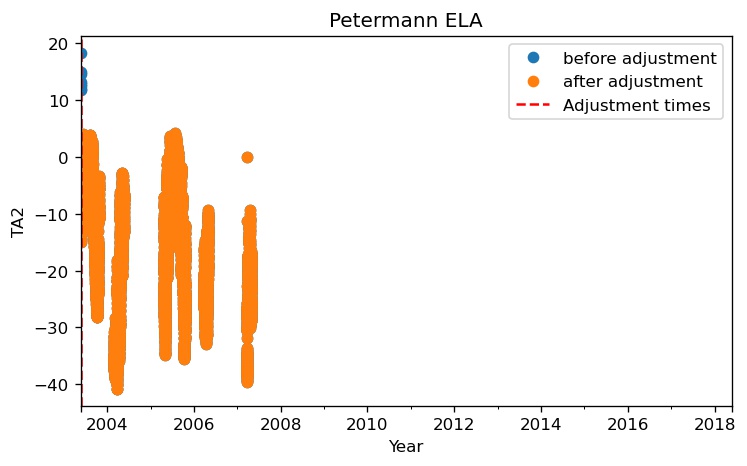 Petermann ELA
before adjustment
after adjustment
Adjustment times
TA2
20
10
0
−10
−20
−30
−40
2004 2006 2008 2010 2012 2014 2016 2018
Year